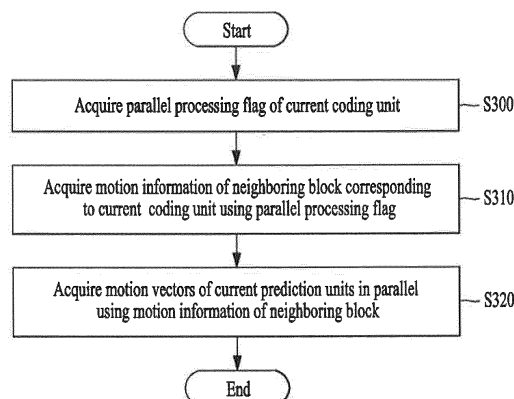 Start
Acquire parallel processing flag of current coding unit
S300
Acquire motion information of neighboring block corresponding
to current coding unit using parallel processing flag
S310
Acquire motion vectors of current prediction units in parallel
using motion information of neighboring block
S320
End